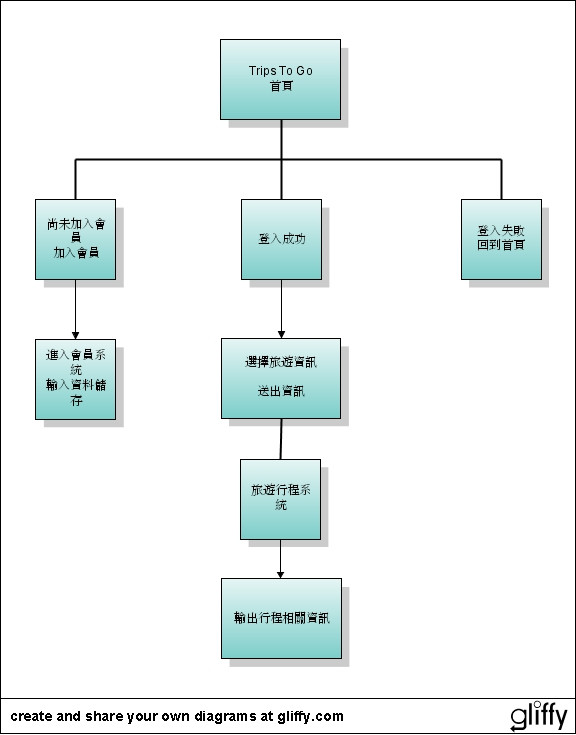 Trips To Go
首頁
尚未加入會
員
加入會員
登入成功
登入失敗
回到首頁
進入會員系
統
輸入資料儲
存
選擇旅遊資訊
送出資訊
旅遊行程系
統
輸出行程相關資訊
create and share your own diagrams at gliffy.com
gliffy